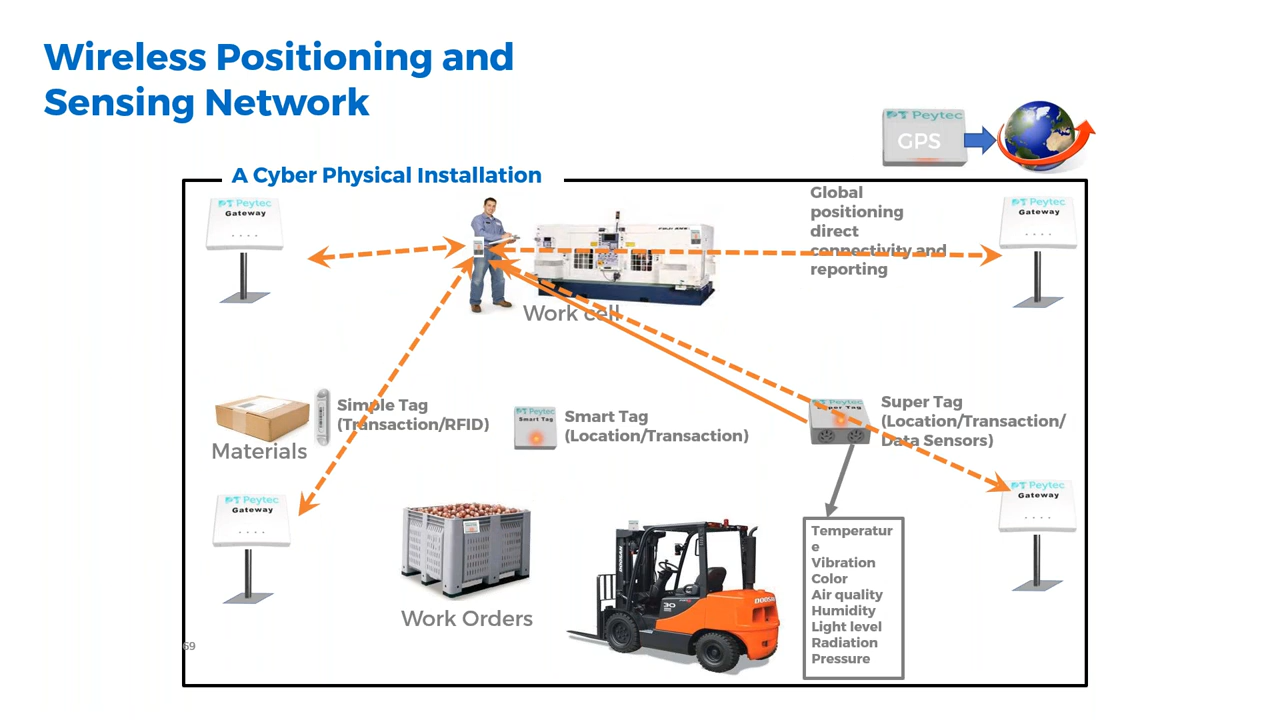 Wireless Positioning and
Sensing Network
Peytec
GPS
A Cyber Physical Installation
Peytec
Gateway
Global
positioning
direct
connectivity and
reporting
Peytec
Gateway
Work cell
Materials
Simple Tag
(Transaction/RFID)
Peytec
Smart Tag
Smart Tag
(Location/Transaction)
Peytec
Super Tag
Super Tag
(Location/Transaction/
Data Sensors)
Peytec
Gateway
Peytec
Gateway
Work Orders
DOOSAN
30
DOOSAN
Temperatur
e
Vibration
Color
Air quality
Humidity
Light level
Radiation
Pressure
69